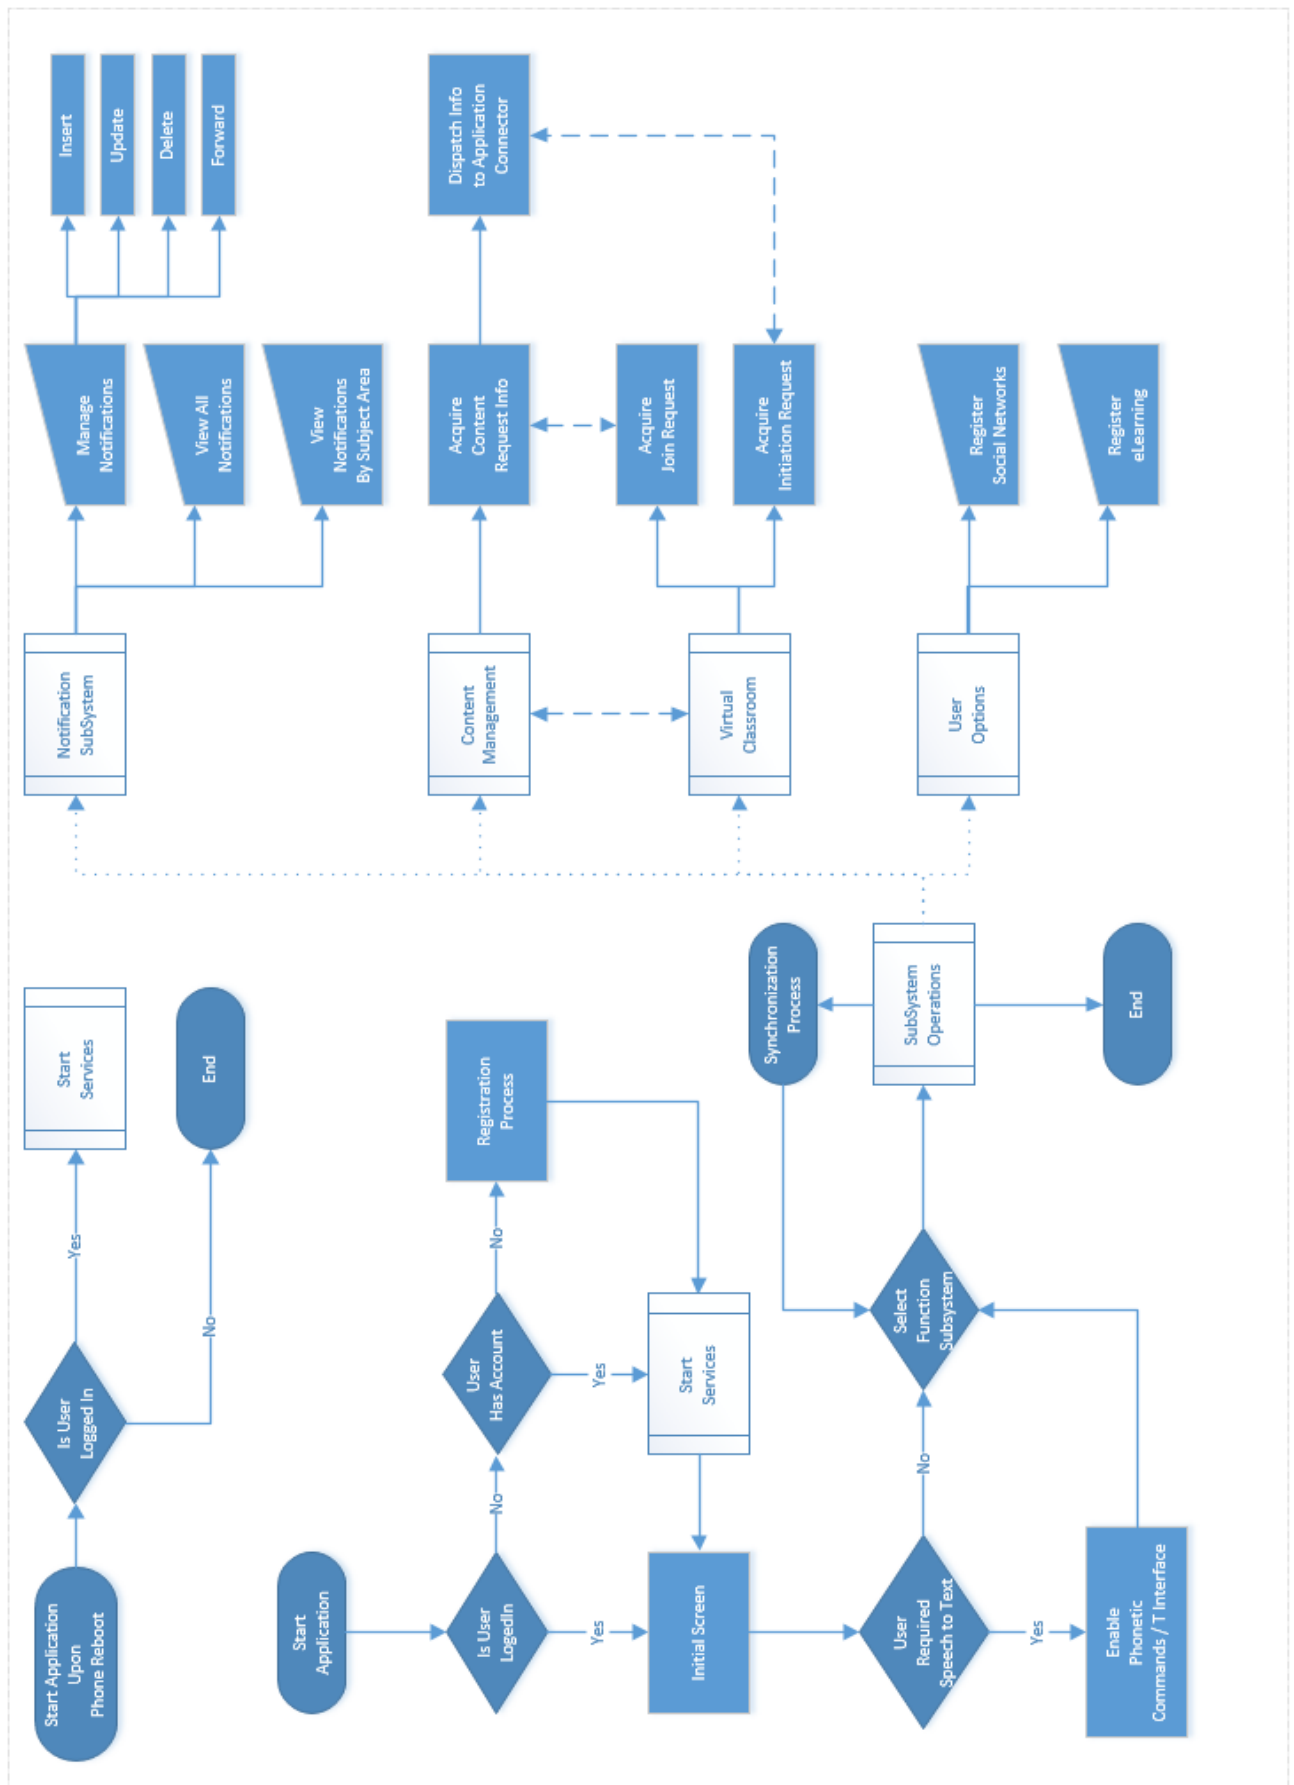 Start Application
Upon
Phone Reboot
Is User
Logged In
Yes
Start
Services
No
End
Start
Application
Is User
LogedIn
No
User
Has Account
No
Registration
Process
Yes
Yes
Start
Services
Initial Screen
User
Required
Speech to Text
No
Select
Function
Subsystem
SubSystem
Operations
Synchronization
Process
End
Yes
Enable
Phonetic
Commands / T Interface
Notification
SubSystem
Manage
Notifications
View All
Notifications
View
Notifications
By Subject Area
Insert
Update
Delete
Forward
Content
Management
Acquire
Content
Request Info
Dispatch Info
to Application
Connector
Virtual
Classroom
Acquire
Join Request
Acquire
Initiation Request
User
Options
Register
Social Networks
Register
eLearning